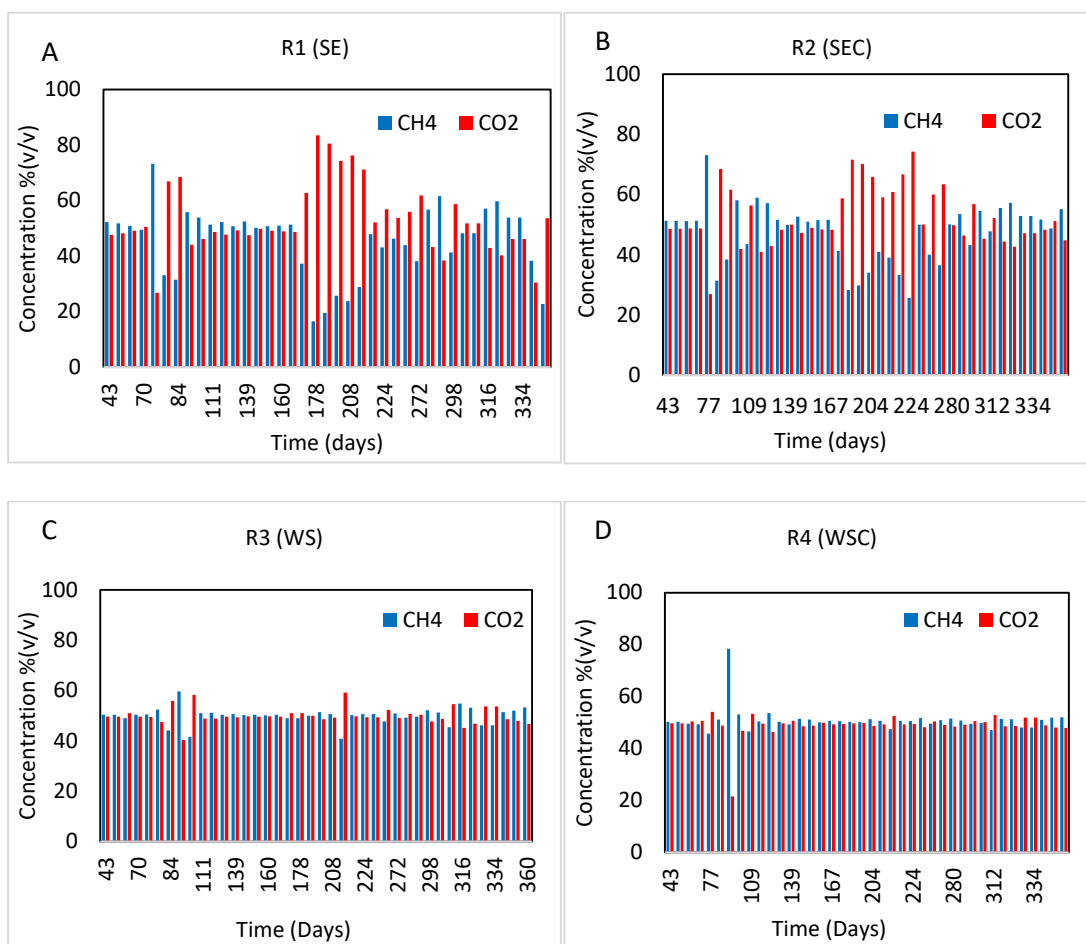 A
R1 (SE)
Concentration %(v/v)
100
80
60
40
20
0
CH4 CO2
43 70 84 111 139 160 178 208 224 272 298 316 334
Time (days)
B
R2 (SEC)
Concentration %(v/v)
100
80
60
40
20
0
CH4 CO2
43 77 109 139 167 204 224 280 312 334
Time (days)
C
R3 (WS)
Concentration %(v/v)
100
80
60
40
20
0
CH4 CO2
43 70 84 111 139 160 178 208 224 272 298 316 334 360
Time (Days)
D
R4 (WSC)
Concentration %(v/v)
100
80
60
40
20
0
CH4 CO2
43 77 109 139 167 204 224 280 312 334
Time (Days)